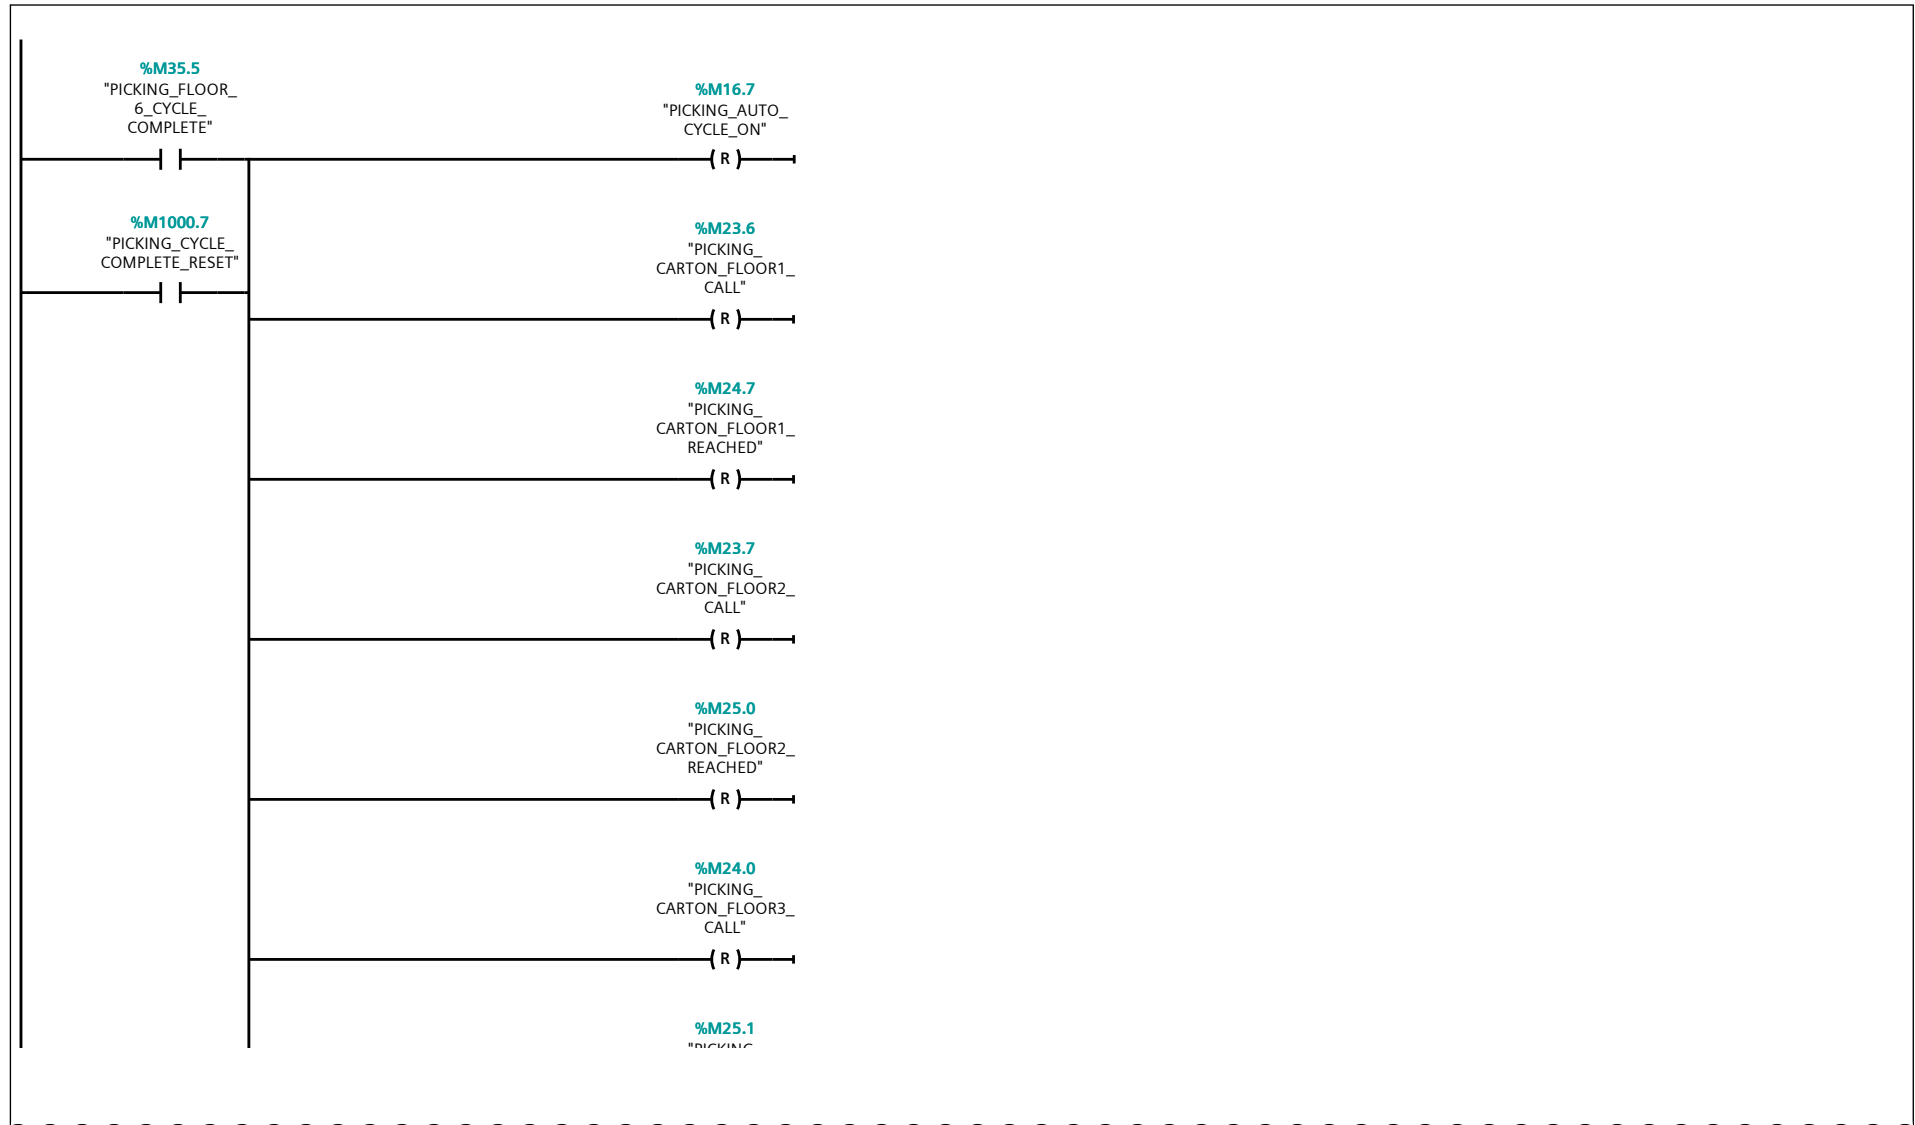 %M35.5
"PICKING_FLOOR_
6_CYCLE_
COMPLETE"
%M16.7
"PICKING_AUTO_
CYCLE_ON"
( R )
%M1000.7
"PICKING_CYCLE_
COMPLETE_RESET"
%M23.6
"PICKING_
CARTON_FLOOR1_
CALL"
( R )
%M24.7
"PICKING_
CARTON_FLOOR1_
REACHED"
( R )
%M23.7
"PICKING_
CARTON_FLOOR2_
CALL"
( R )
%M25.0
"PICKING_
CARTON_FLOOR2_
REACHED"
( R )
%M24.0
"PICKING_
CARTON_FLOOR3_
CALL"
( R )
%M25.1
"PICKING_